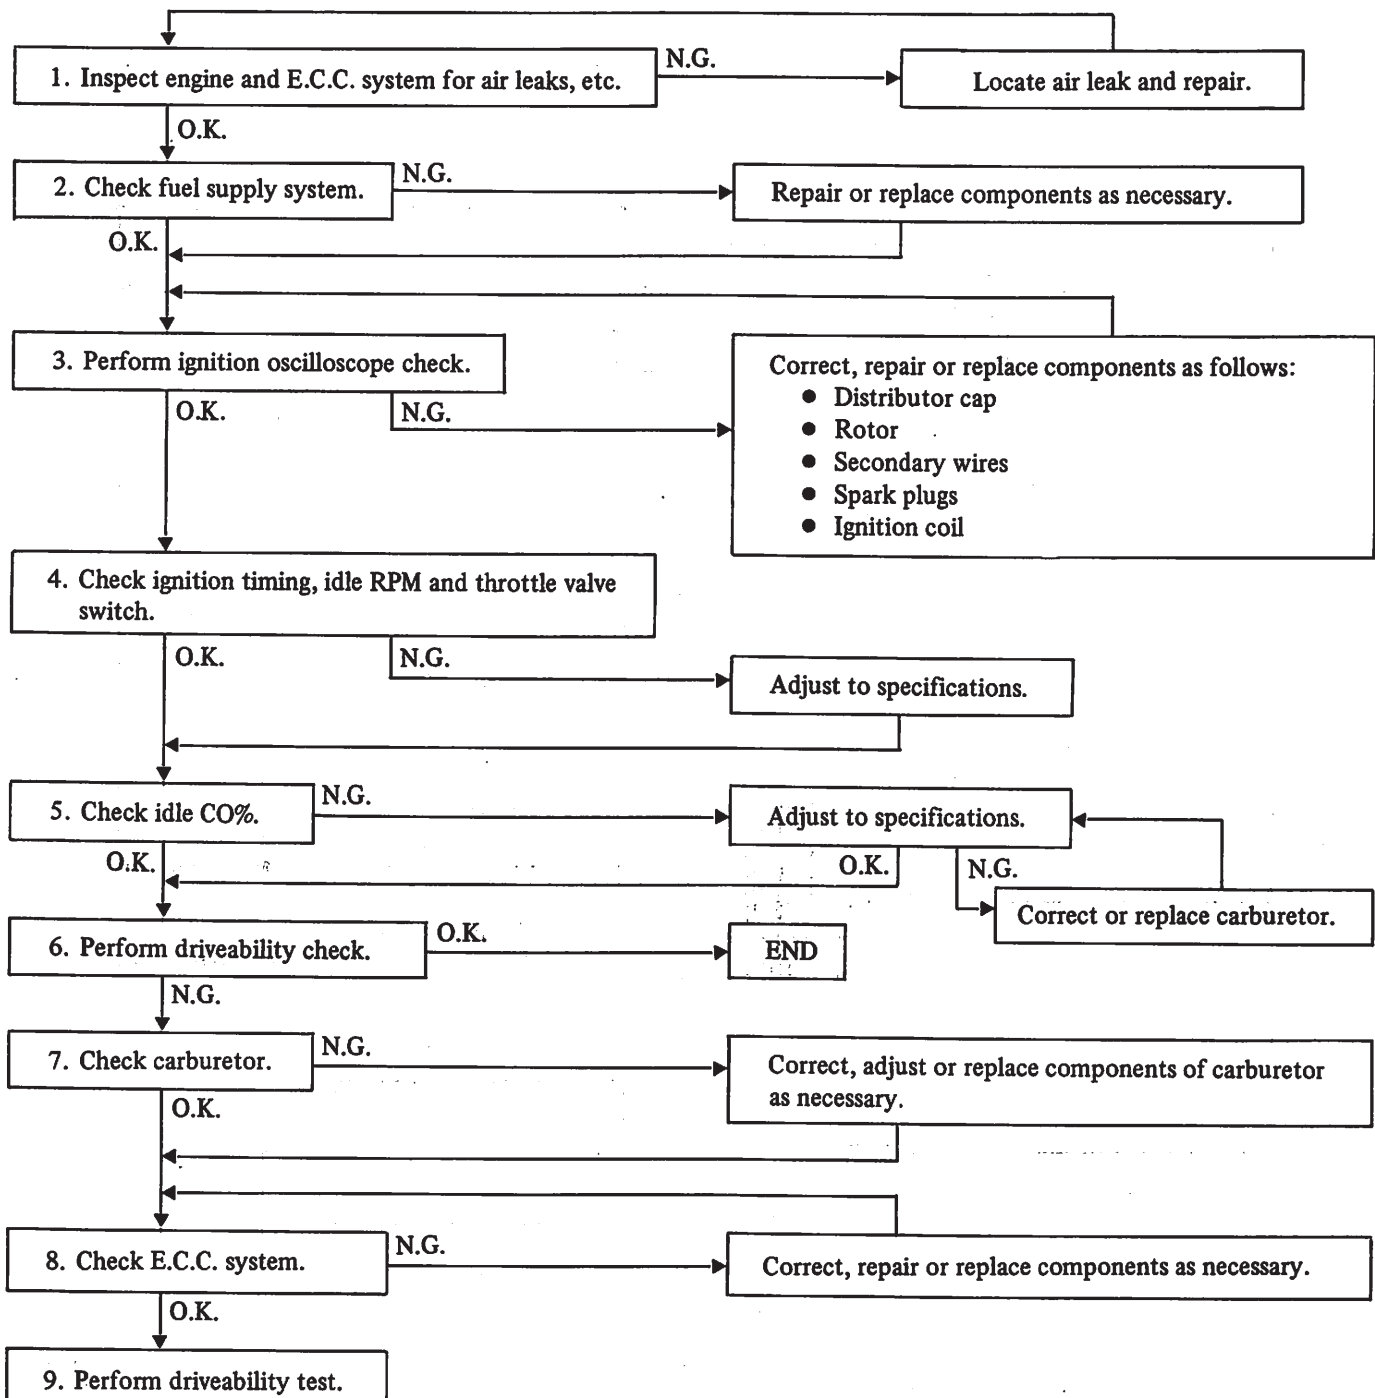 1. Inspect engine and E.C.C. system for air leaks, etc.
N.G.
Locate air leak and repair.
O.K.
2. Check fuel supply system.
N.G.
Repair or replace components as necessary.
O.K.
3. Perform ignition oscilloscope check.
O.K.
N.G.
Correct, repair or replace components as follows:
● Distributor cap
● Rotor
● Secondary wires
● Spark plugs
● Ignition coil
4. Check ignition timing, idle RPM and throttle valve
switch.
O.K.
N.G.
Adjust to specifications.
5. Check idle CO%.
N.G.
Adjust to specifications.
O.K.
O.K.
N.G.
Correct or replace carburetor.
6. Perform driveability check.
O.K.
END
N.G.
7. Check carburetor.
N.G.
Correct, adjust or replace components of carburetor
as necessary.
O.K.
8. Check E.C.C. system.
N.G.
Correct, repair or replace components as necessary.
O.K.
9. Perform driveability test.